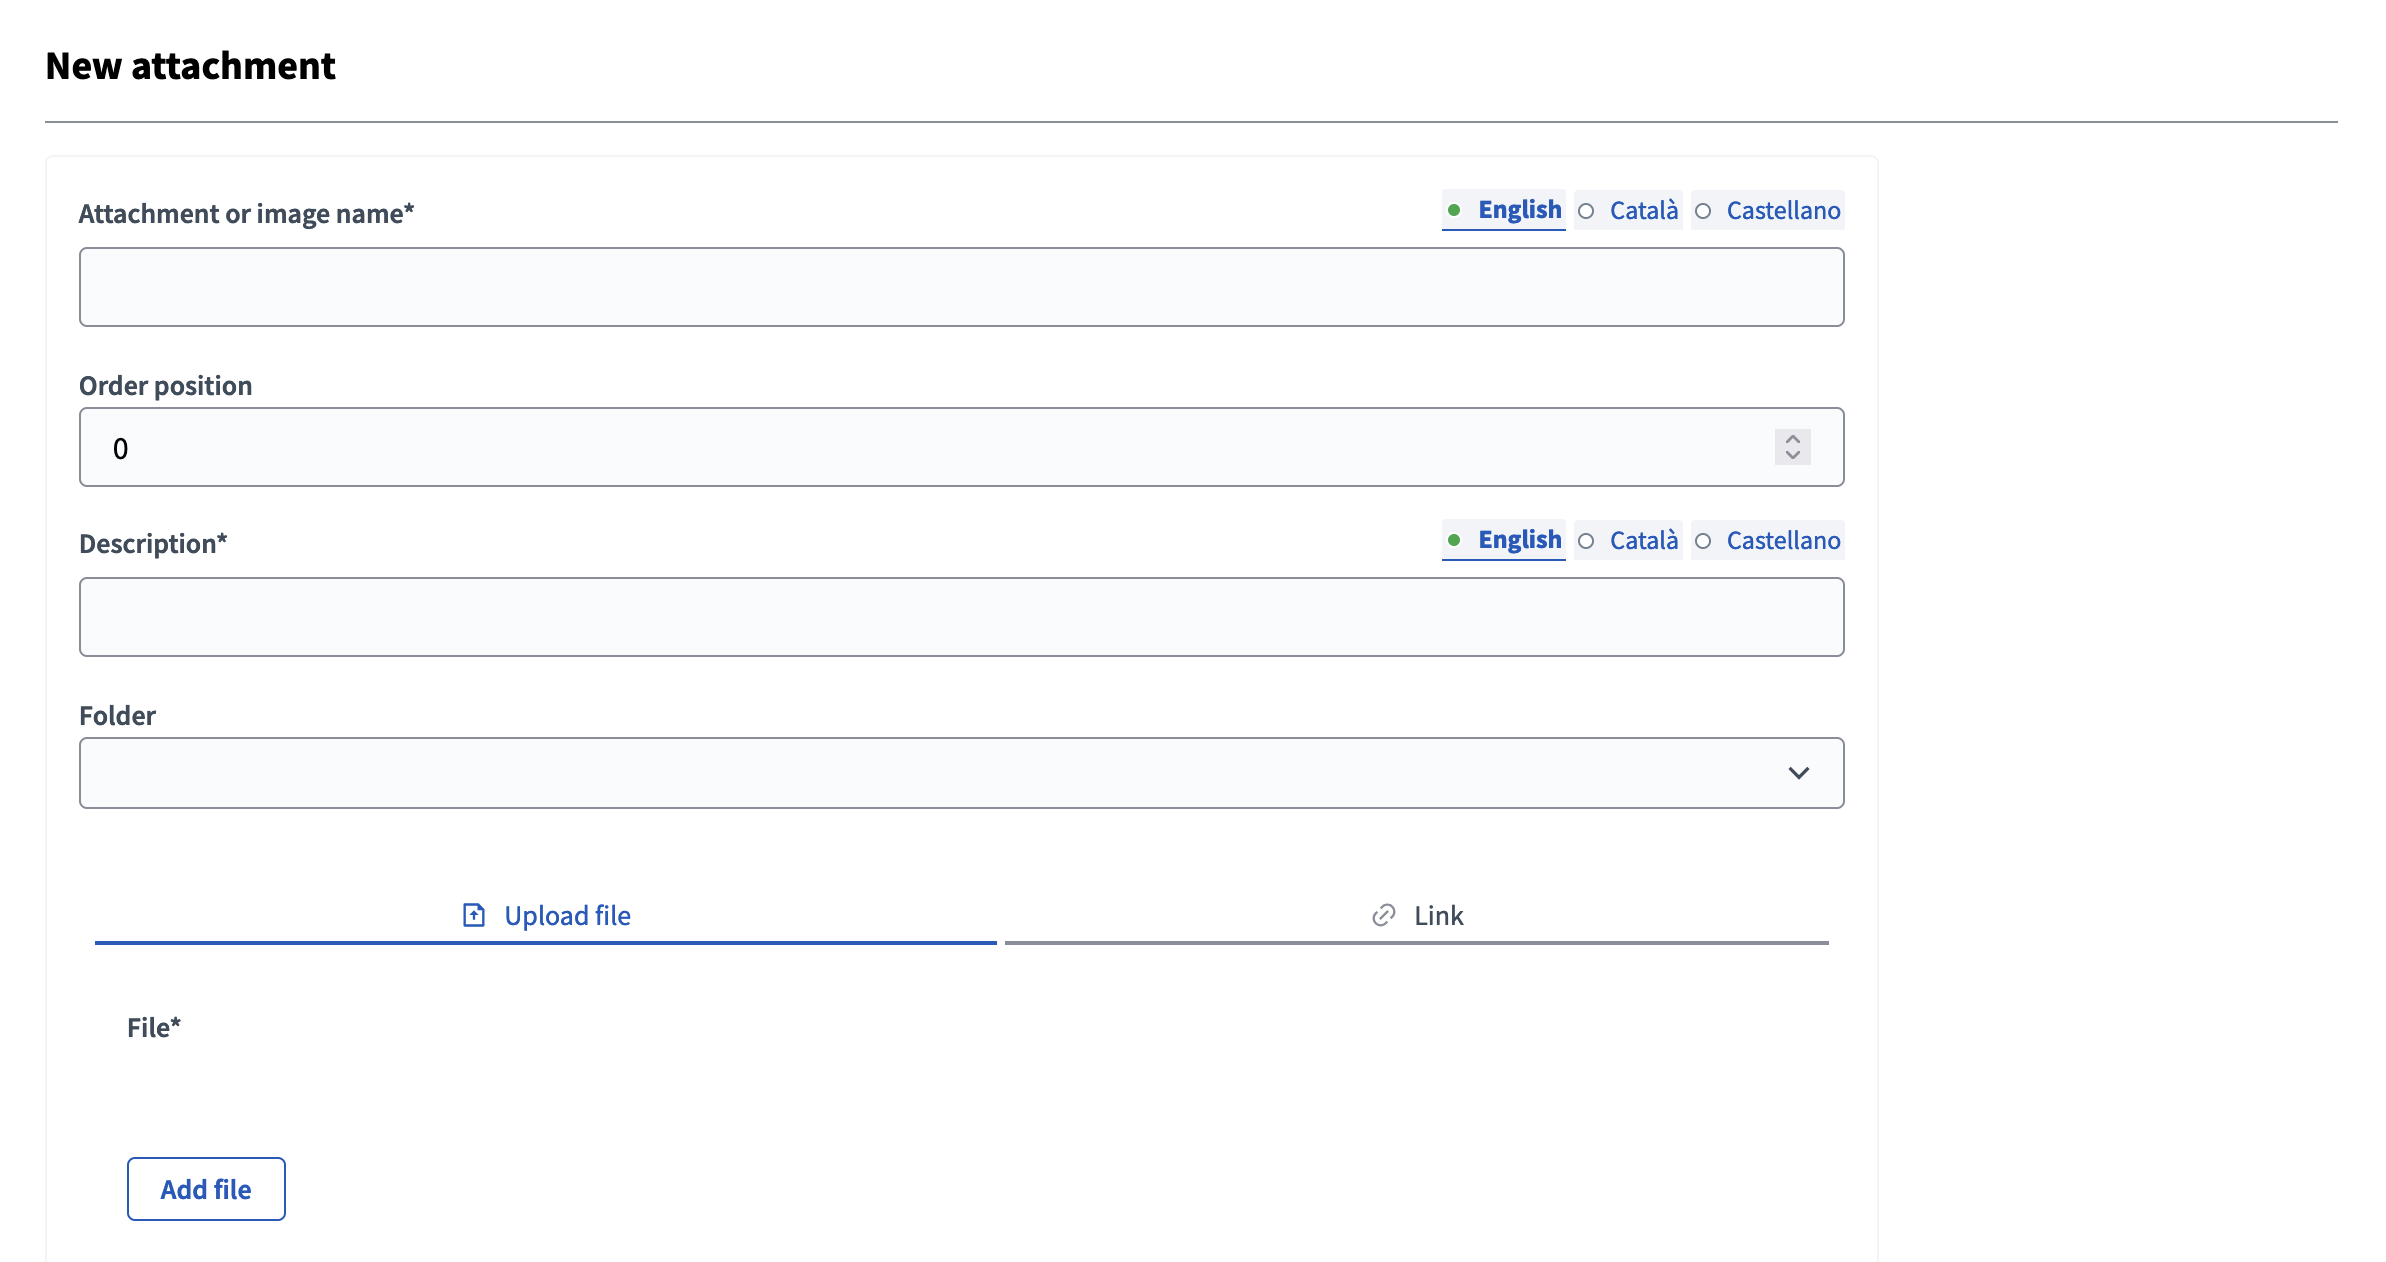 New attachment
Attachment or image name* English Català Castellano
Order position
0
Description* English Català Castellano
Folder
Upload file Link
File*
Add file